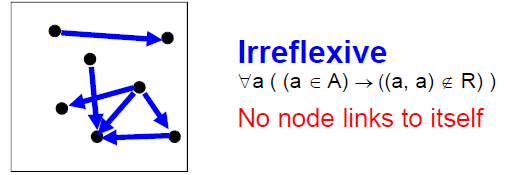 Irreflexive
∀a ( (a ∈ A) → ((a, a) ∉ R) )
No node links to itself